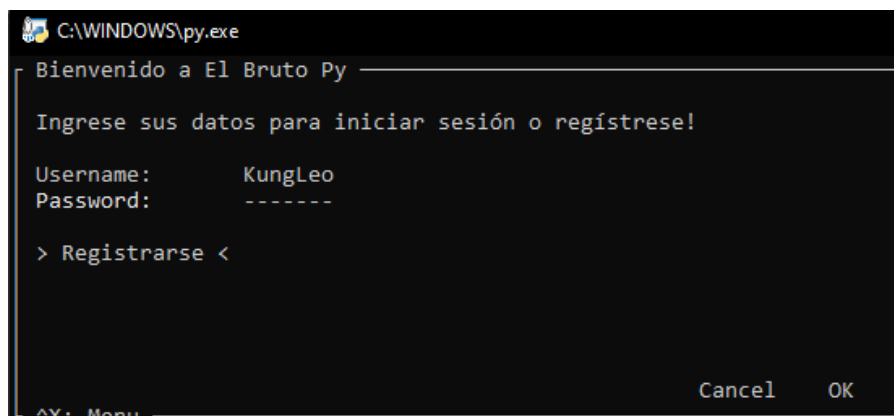 C:\WINDOWS\py.exe
Bienvenido a El Bruto Py
Ingrese sus datos para iniciar sesión o regístrese!
Username: KungLeo
Password: -------
> Registrarse <
Cancel OK
^X: Menu